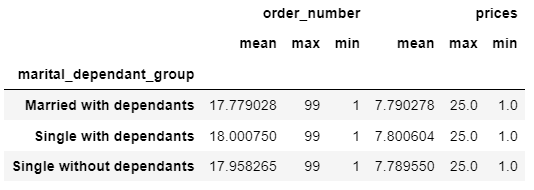 order_number prices
mean max min mean max min
marital_dependant_group
Married with dependants 17.779028 99 1 7.790278 25.0 1.0
Single with dependants 18.000750 99 1 7.800604 25.0 1.0
Single without dependants 17.958265 99 1 7.789550 25.0 1.0